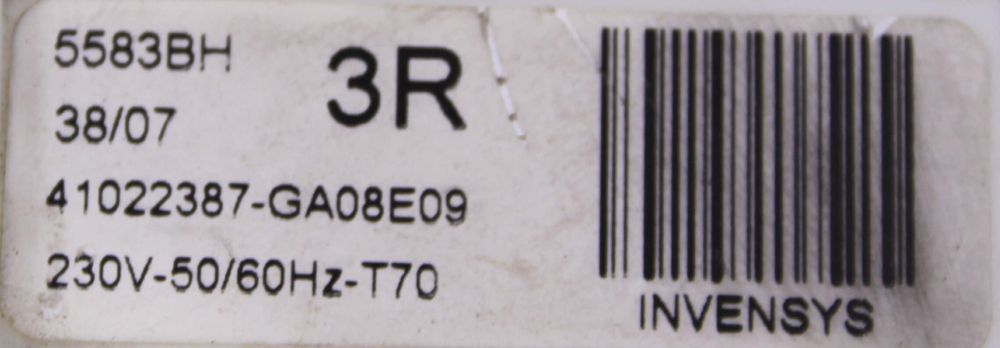 5583BH
3R
38/07
41022387-GA08E09
230V-50/60Hz-T70
INVENSYS